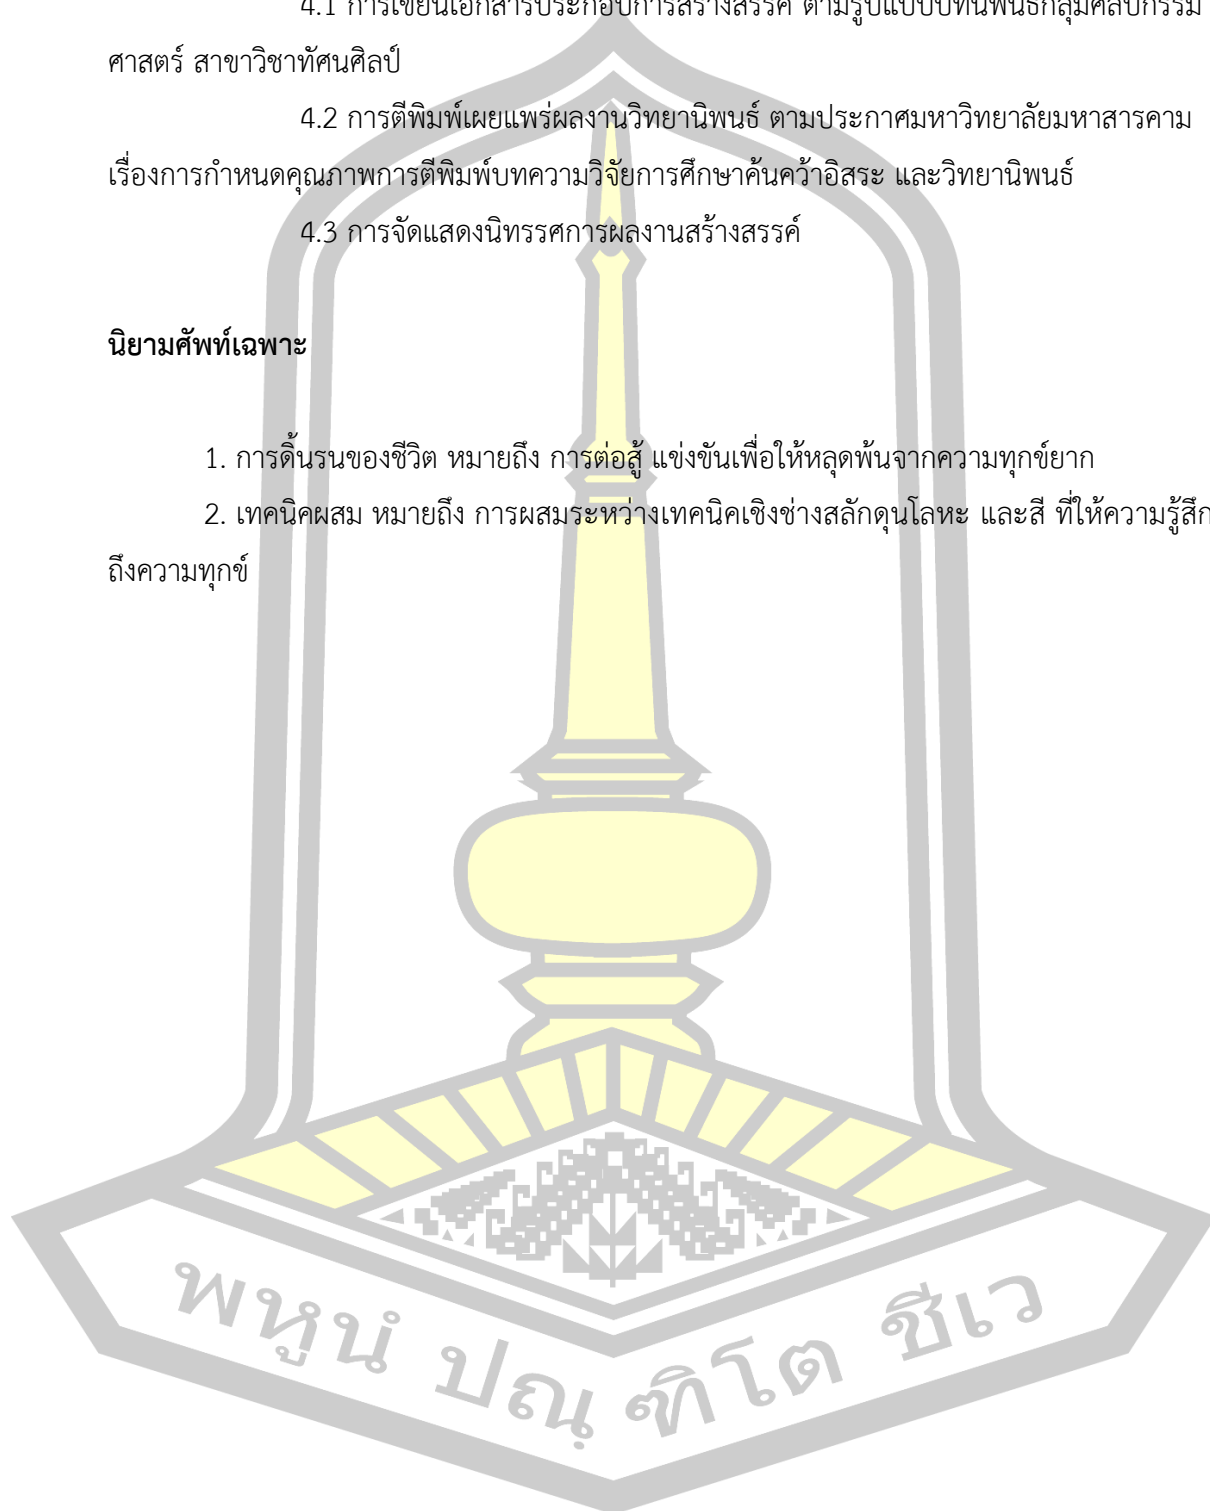 4.1 การเขียนเอกสารประกอบการสร้างสรรค์ ตามรูปแบบบทนิพนธ์กลุ่มศิลปกรรม
ศาสตร์ สาขาวิชาทัศนศิลป์
4.2 การตีพิมพ์เผยแพร่ผลงานวิทยานิพนธ์ ตามประกาศมหาวิทยาลัยมหาสารคาม
เรื่องการกำหนดคุณภาพการตีพิมพ์บทความวิจัยการศึกษาค้นคว้าอิสระ และวิทยานิพนธ์
4.3 การจัดแสดงนิทรรศการผลงานสร้างสรรค์
นิยามศัพท์เฉพาะ
1. การดิ้นรนของชีวิต หมายถึง การต่อสู้ แข่งขันเพื่อให้หลุดพ้นจากความทุกข์ยาก
2. เทคนิคผสม หมายถึง การผสมระหว่างเทคนิคเชิงช่างสลักดุนโลหะ และสี ที่ให้ความรู้สึก
ถึงความทุกข์
พหูนํ ปณฺ ฑิโต ชีเว